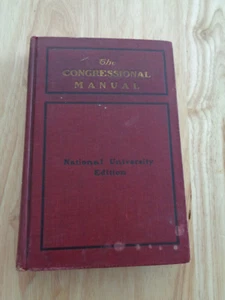 The
CONGRESSIONAL
MANUAL
National University
Edition